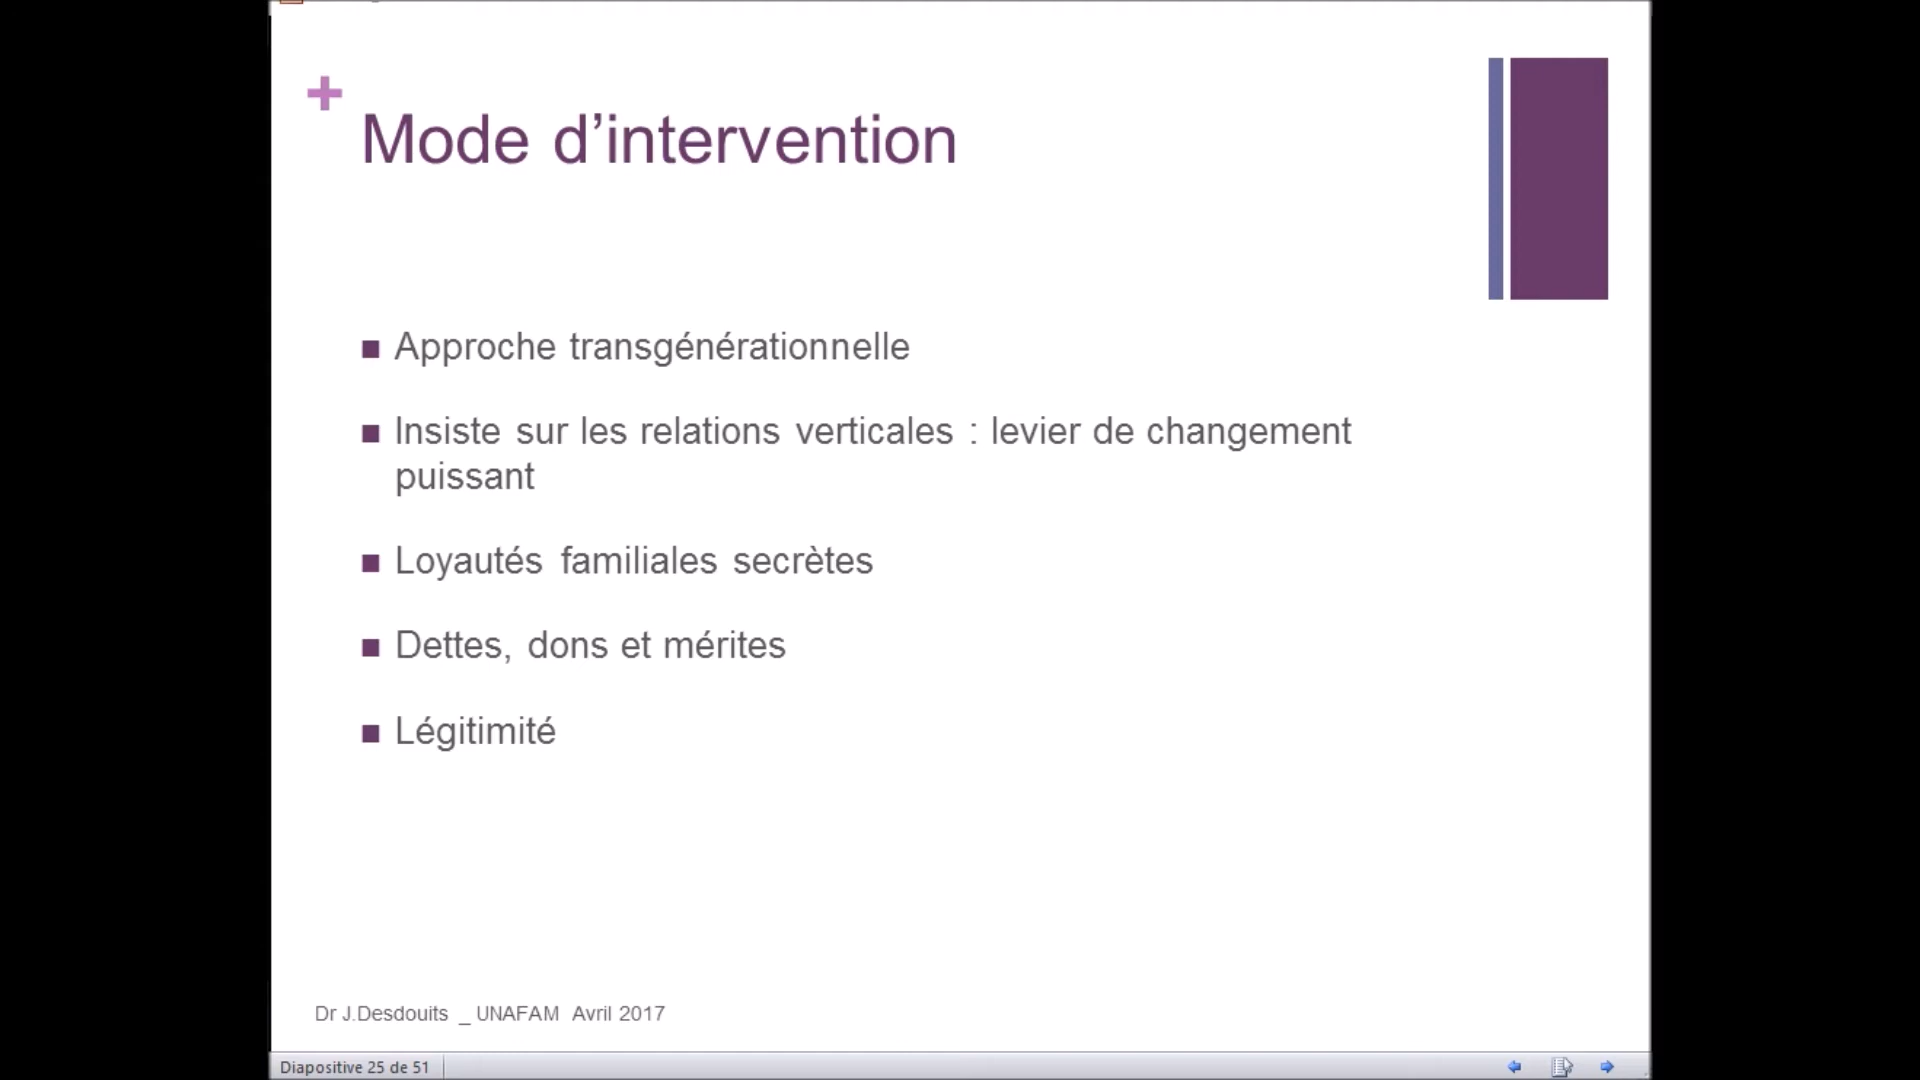 +
Mode d’intervention
■ Approche transgénérationnelle
■ Insiste sur les relations verticales : levier de changement
puissant
■ Loyautés familiales secrètes
■ Dettes, dons et mérites
■ Légitimité
Dr J.Desdouits _ UNAFAM Avril 2017
Diapositive 25 de 51